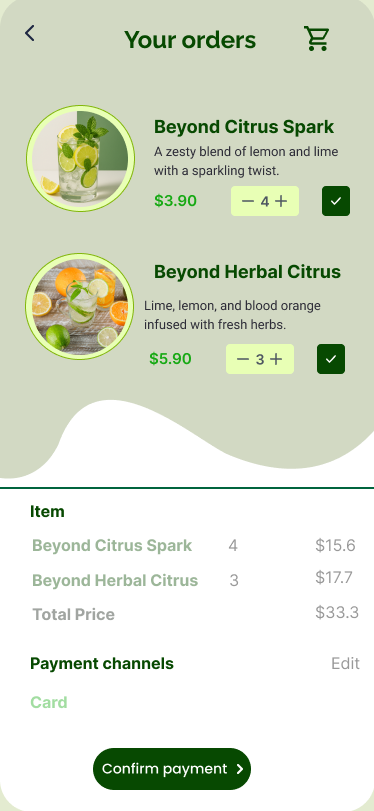 Your orders
Beyond Citrus Spark
A zesty blend of lemon and lime
with a sparkling twist.
$3.90
4
Beyond Herbal Citrus
Lime, lemon, and blood orange
infused with fresh herbs.
$5.90
3
Item
Beyond Citrus Spark 4 $15.6
Beyond Herbal Citrus 3 $17.7
Total Price $33.3
Payment channels Edit
Card
Confirm payment